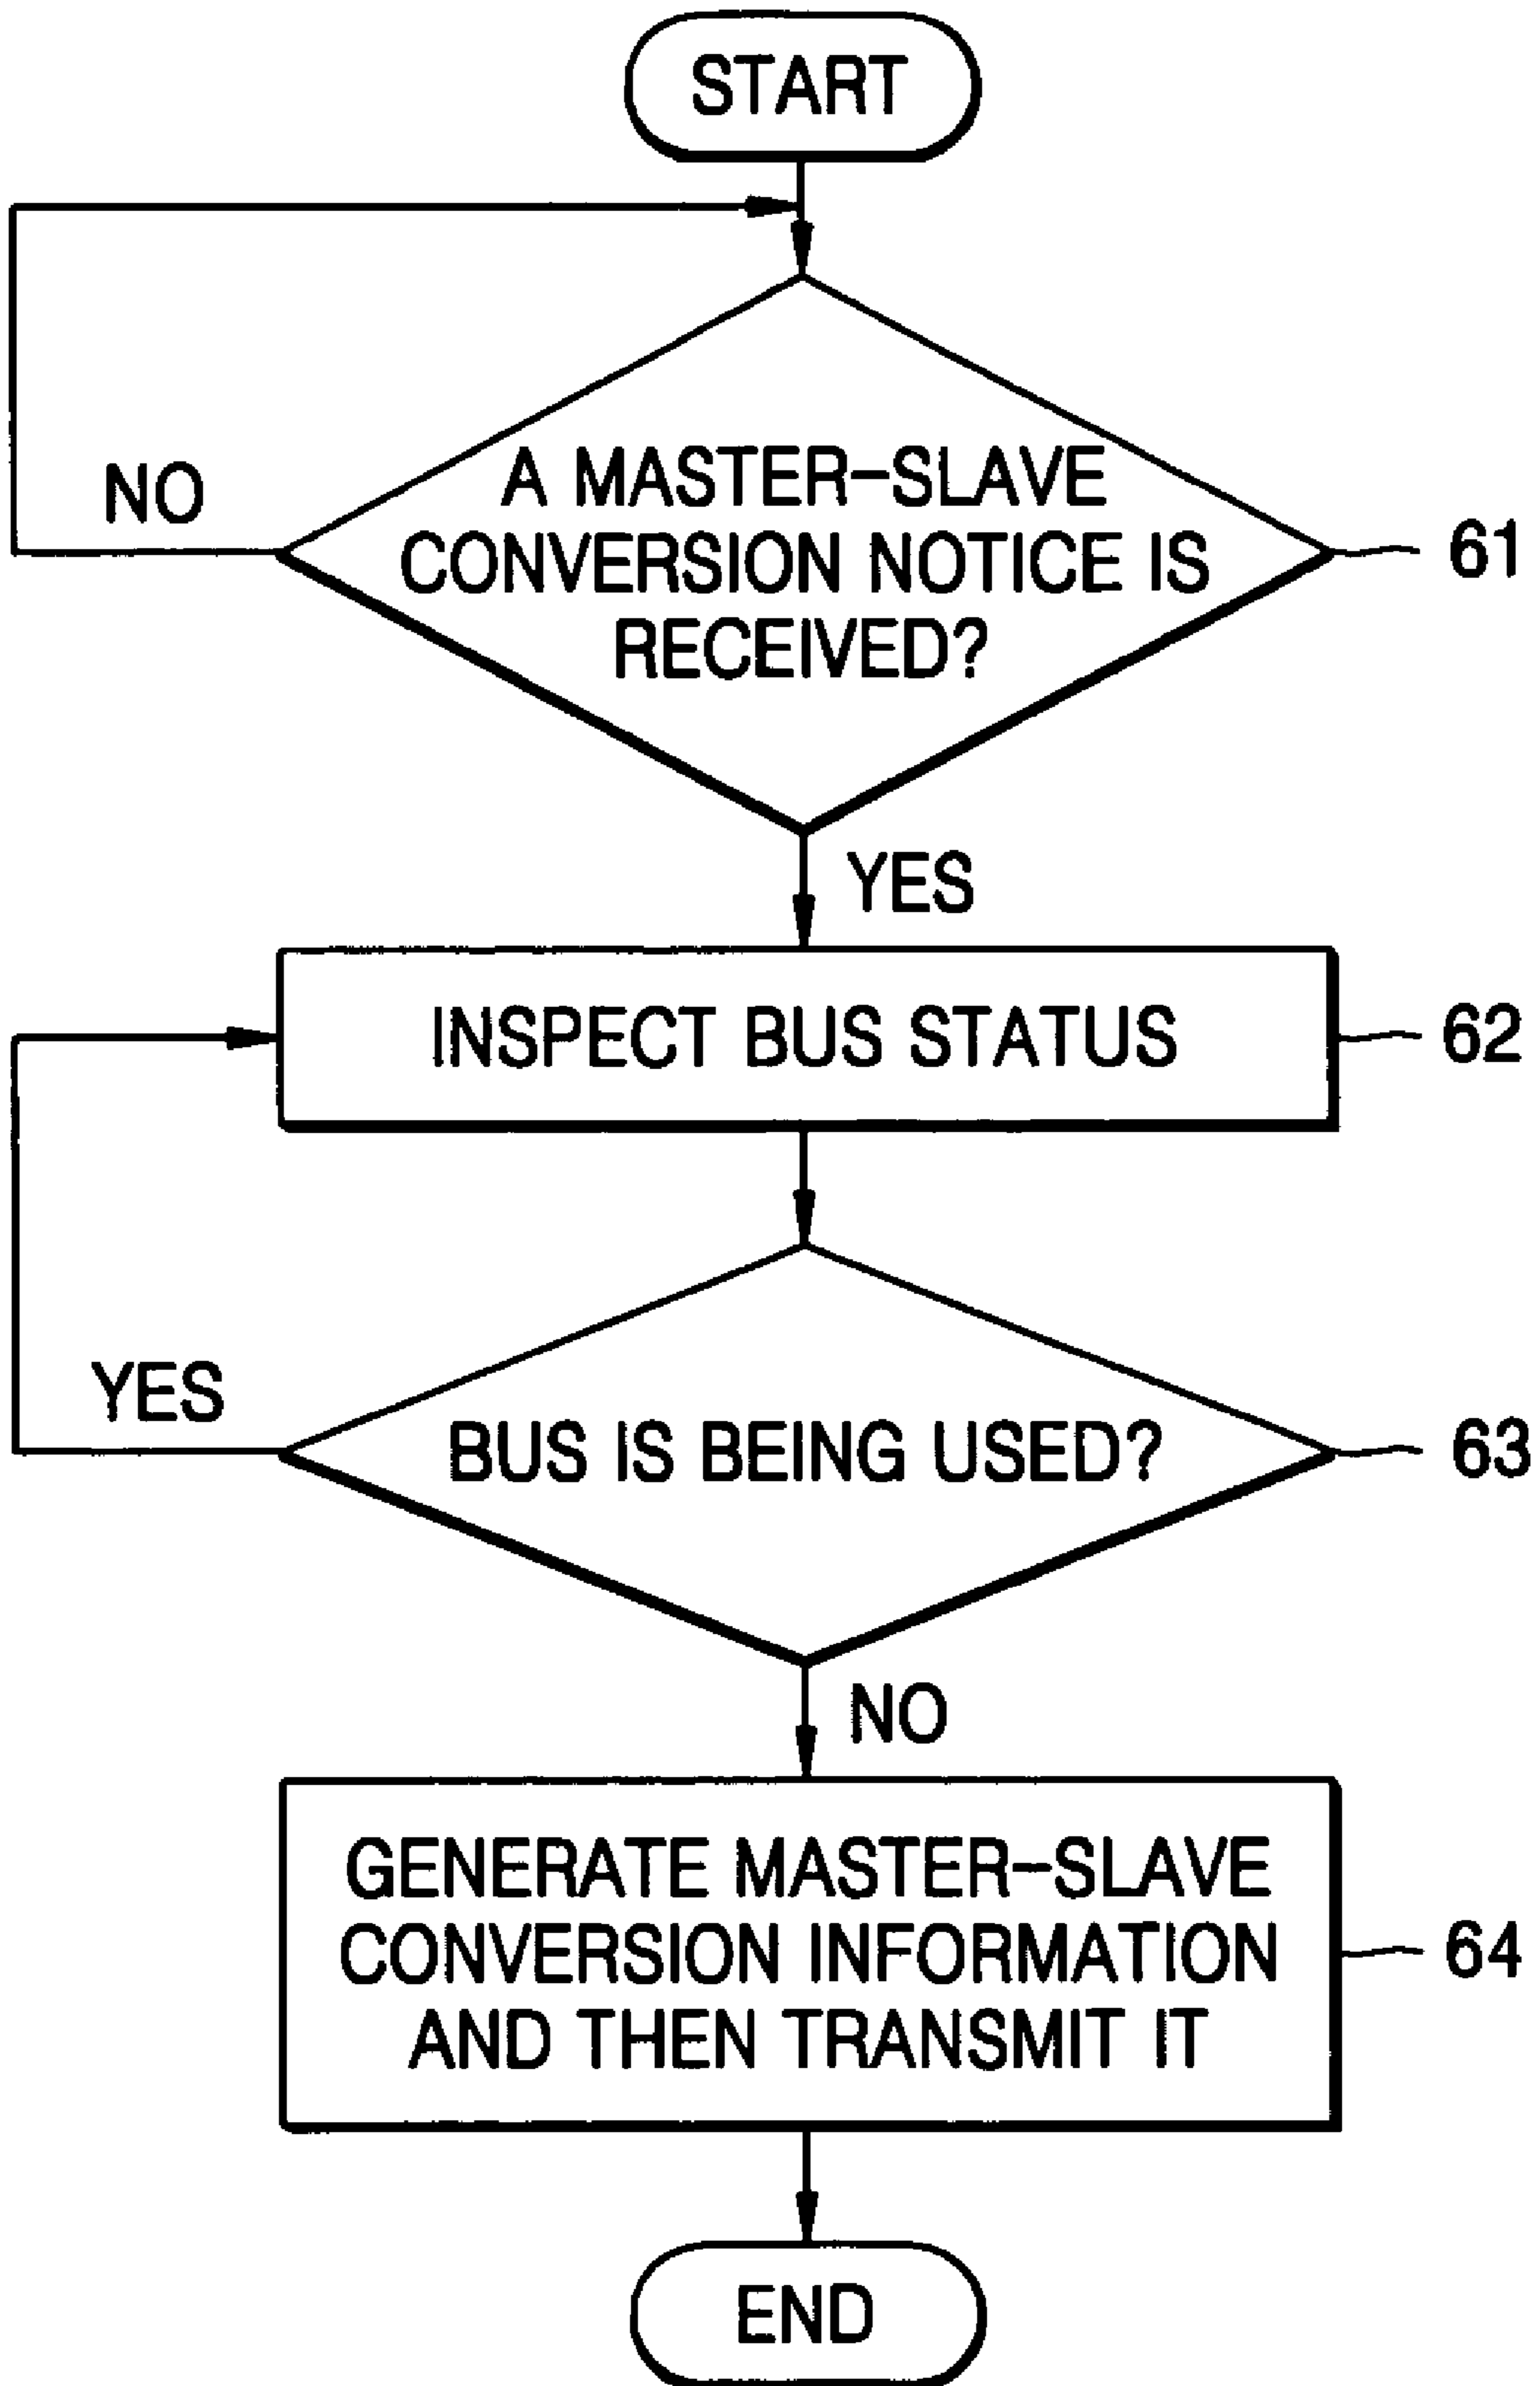 START
NO
A MASTER-SLAVE
CONVERSION NOTICE IS
RECEIVED?
61
YES
INSPECT BUS STATUS
62
YES
BUS IS BEING USED?
63
NO
GENERATE MASTER-SLAVE
CONVERSION INFORMATION
AND THEN TRANSMIT IT
64
END